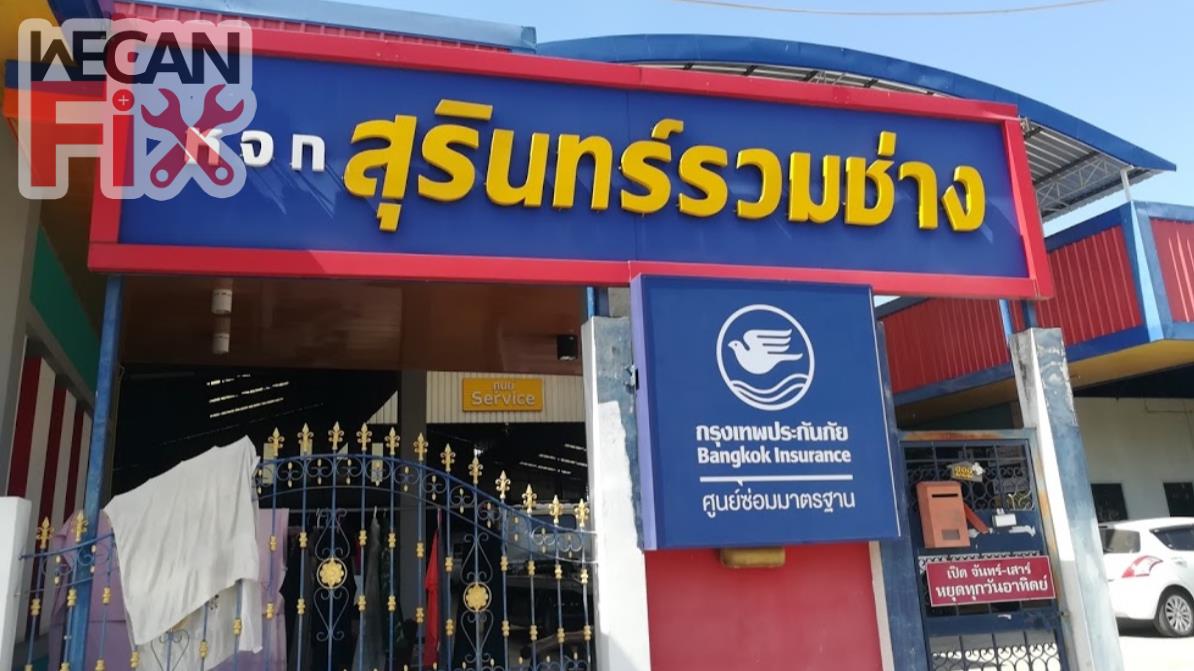 MEGAN
Fix
หจก สุรินทร์รวมช่าง
Service
กรุงเทพประกันภัย
Bangkok Insurance
ศูนย์ซ่อมมาตรฐาน
222
เปิด จันทร์-เสาร์
หยุดทุกวันอาทิตย์